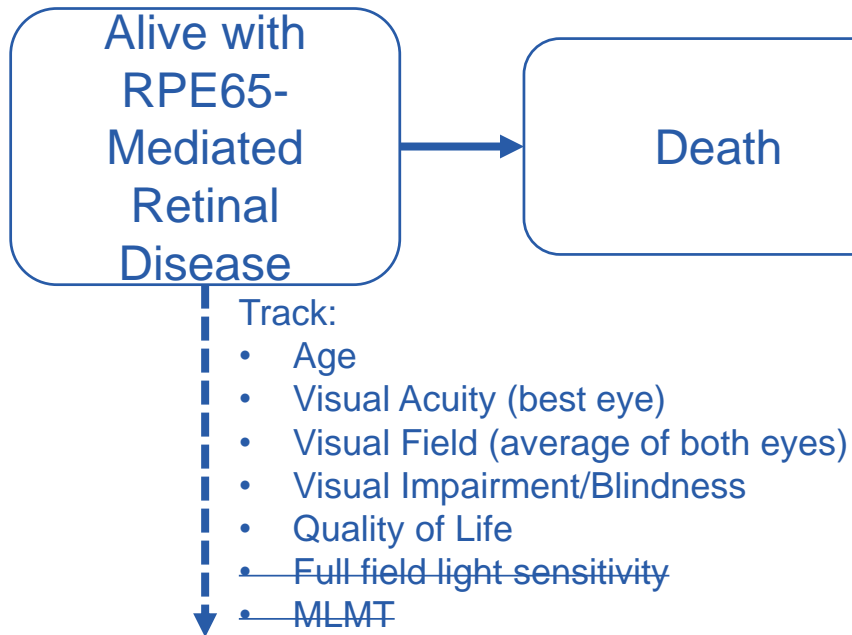 Alive with
RPE65-
Mediated
Retinal
Disease
Death
Track:
• Age
• Visual Acuity (best eye)
• Visual Field (average of both eyes)
• Visual Impairment/Blindness
• Quality of Life
• Full field light sensitivity
• MLMT